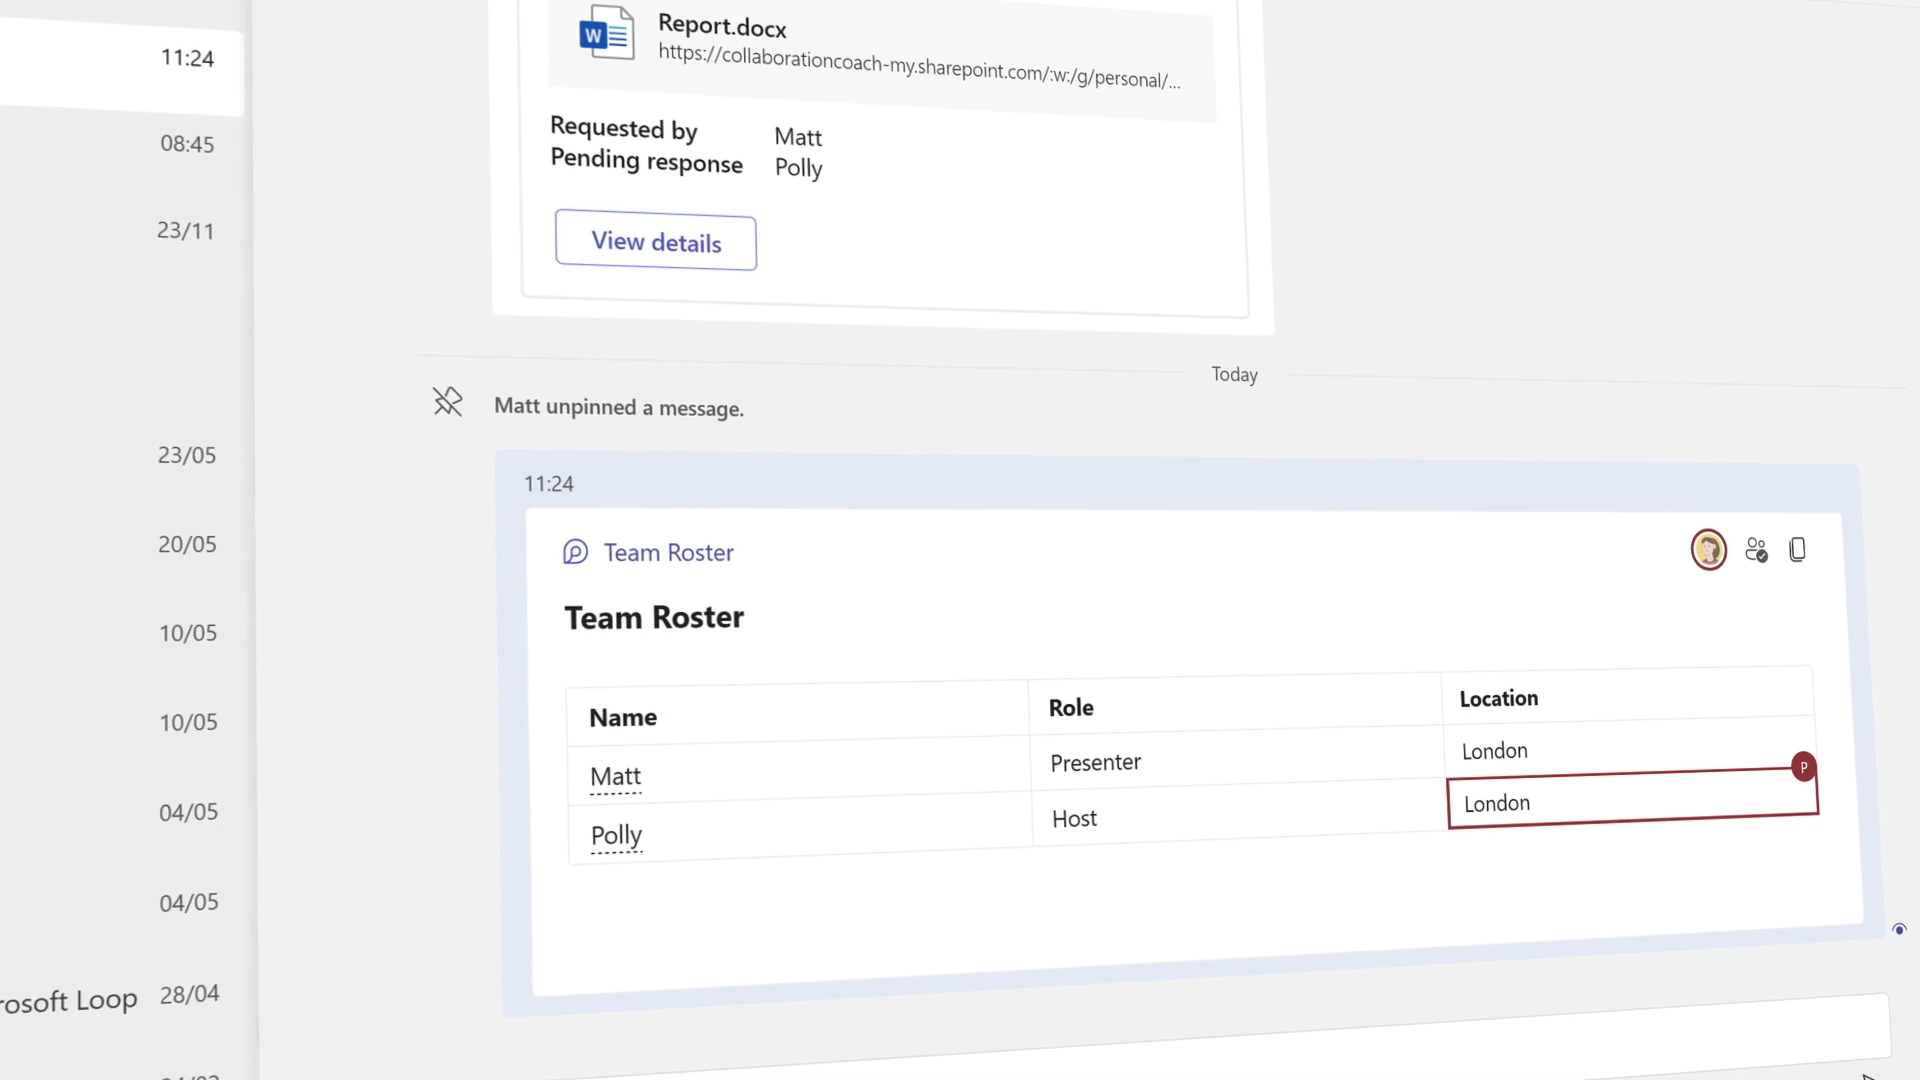 11:24
08:45
23/11
23/05
20/05
10/05
10/05
04/05
04/05
rosoft Loop 28/04
W
Report.docx
https://collaborationcoach-my.sharepoint.com/:w:/g/personal/...
Requested by Matt
Pending response Polly
View details
Today
Matt unpinned a message.
11:24
Team Roster
Team Roster
Name Role Location
Matt Presenter London
P
Polly Host London